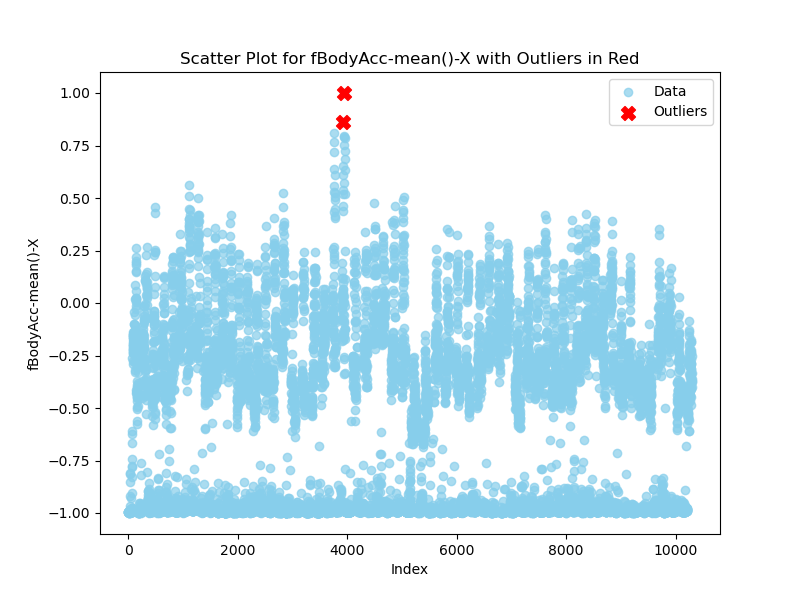 Scatter Plot for fBodyAcc-mean()-X with Outliers in Red
Data
Outliers
fBodyAcc-mean()-X
1.00
0.75
0.50
0.25
0.00
−0.25
−0.50
−0.75
−1.00
0 2000 4000 6000 8000 10000
Index